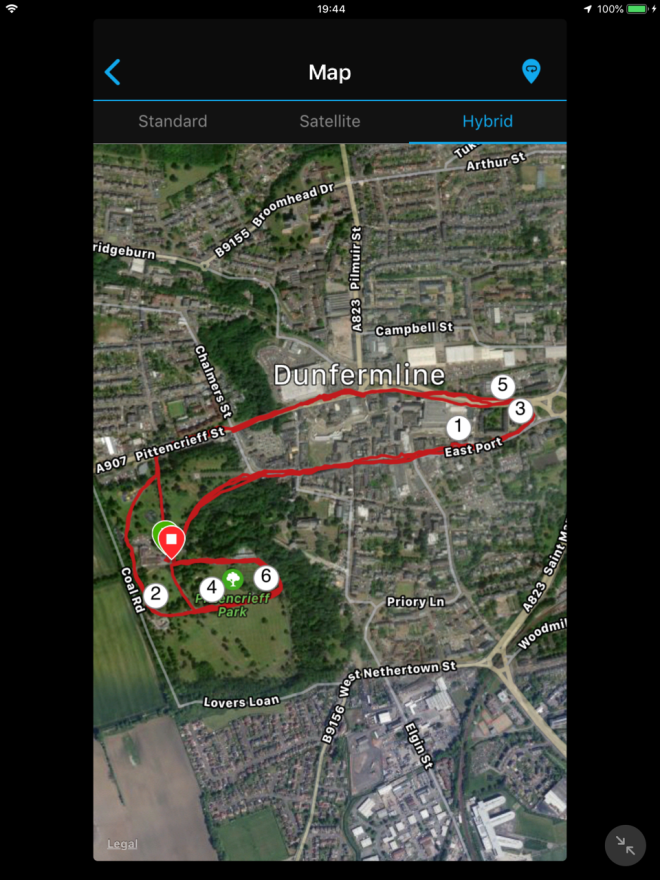 19:44
100%
Map
Standard
Satellite
Hybrid
Tuk
Arthur St
B9155 Broomhead Dr
ridgeburn
A823 Pilmuir St
Campbell St
Chalmers St
Dunfermline
5
3
1
A907 Pittencrieff St
East Port
6
4
2
Coal Rd
Pittencrieff
Park
Priory Ln
A823 Saint Ma
Woodmil
B9156 West Nethertown St
Lovers Loan
Elgin St
Legal